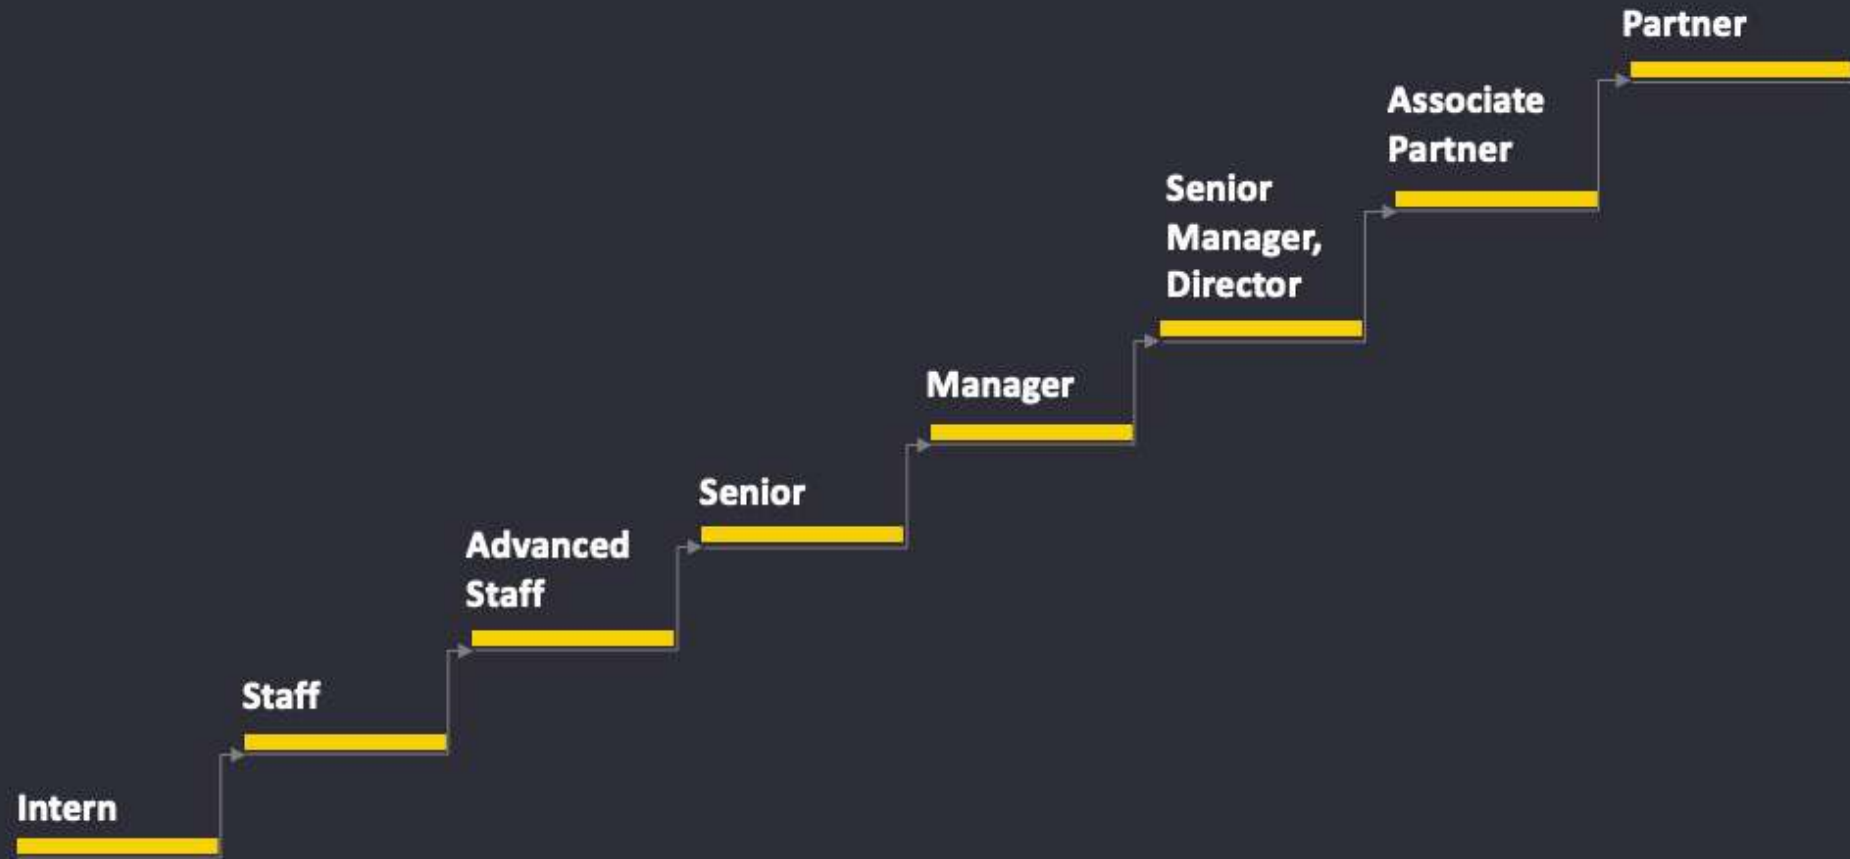 Partner
Associate
Partner
Senior
Manager,
Director
Manager
Senior
Advanced
Staff
Staff
Intern